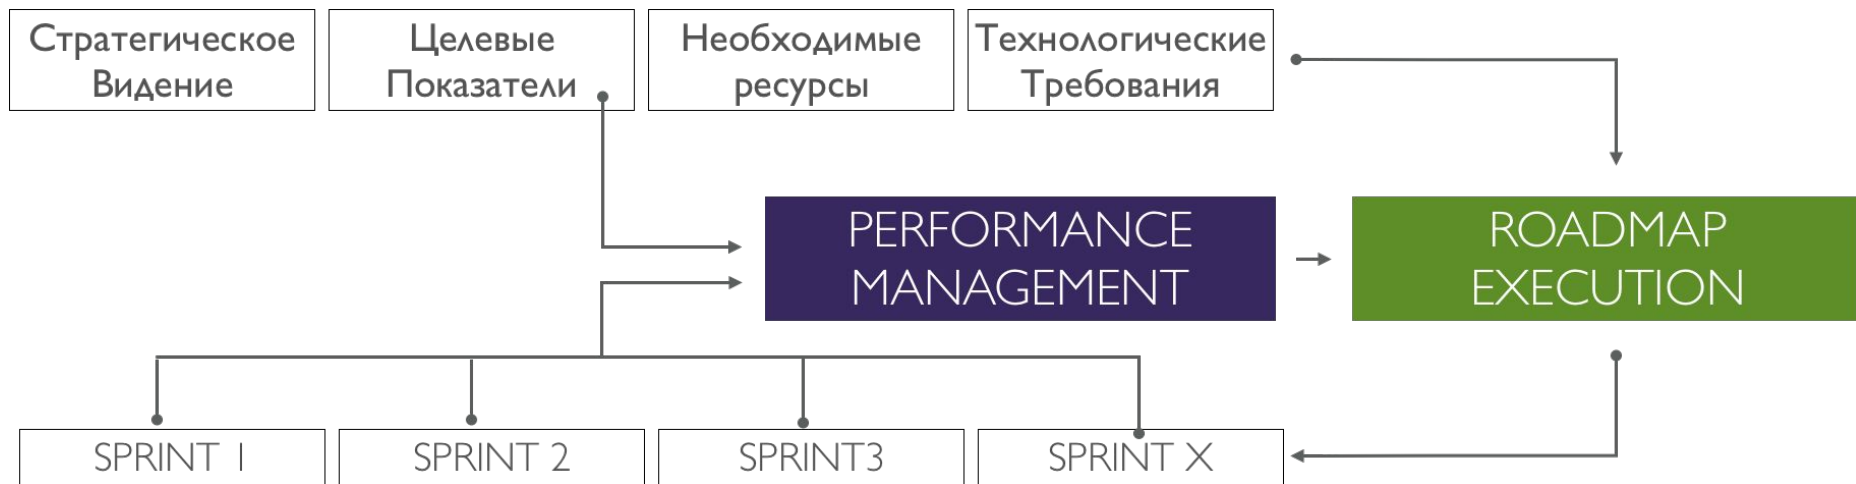 Стратегическое
Видение
Целевые
Показатели
Необходимые
ресурсы
Технологические
Требования
PERFORMANCE
MANAGEMENT
ROADMAP
EXECUTION
SPRINT 1
SPRINT 2
SPRINT3
SPRINT X